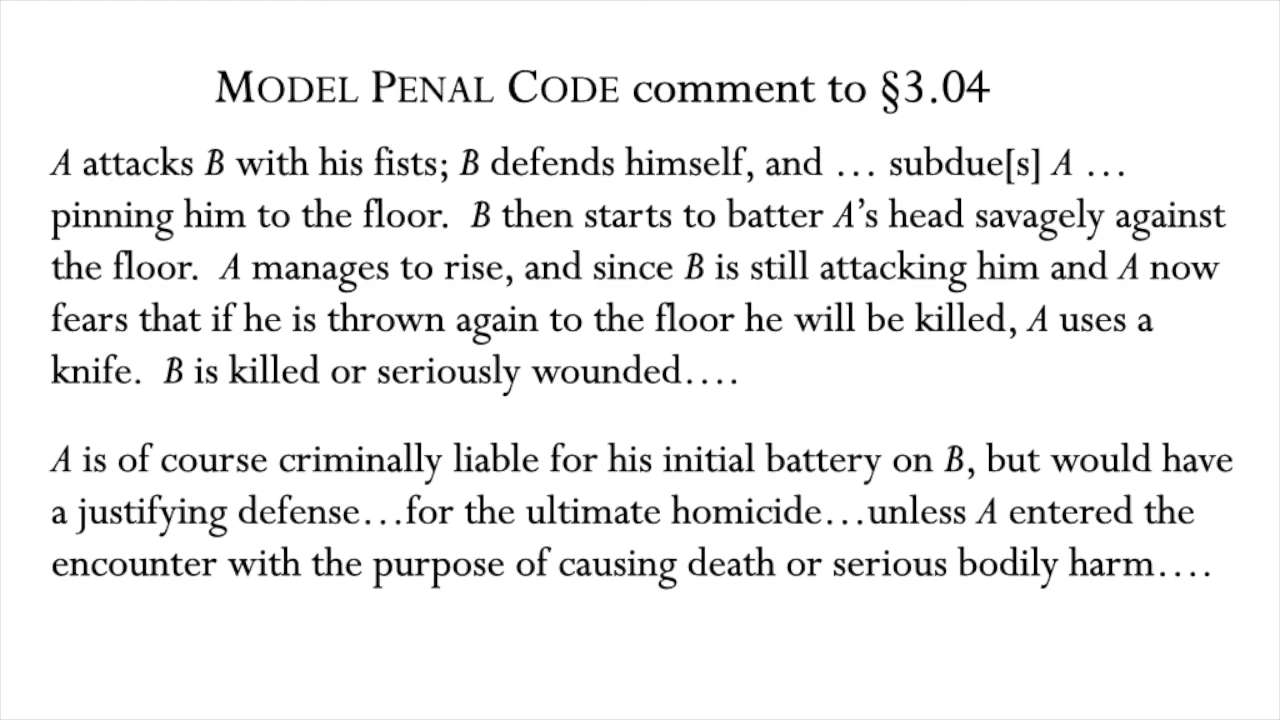 MODEL PENAL CODE comment to §3.04
A attacks B with his fists; B defends himself, and … subdue[s] A …
pinning him to the floor. B then starts to batter A’s head savagely against
the floor. A manages to rise, and since B is still attacking him and A now
fears that if he is thrown again to the floor he will be killed, A uses a
knife. B is killed or seriously wounded….
A is of course criminally liable for his initial battery on B, but would have
a justifying defense…for the ultimate homicide…unless A entered the
encounter with the purpose of causing death or serious bodily harm….